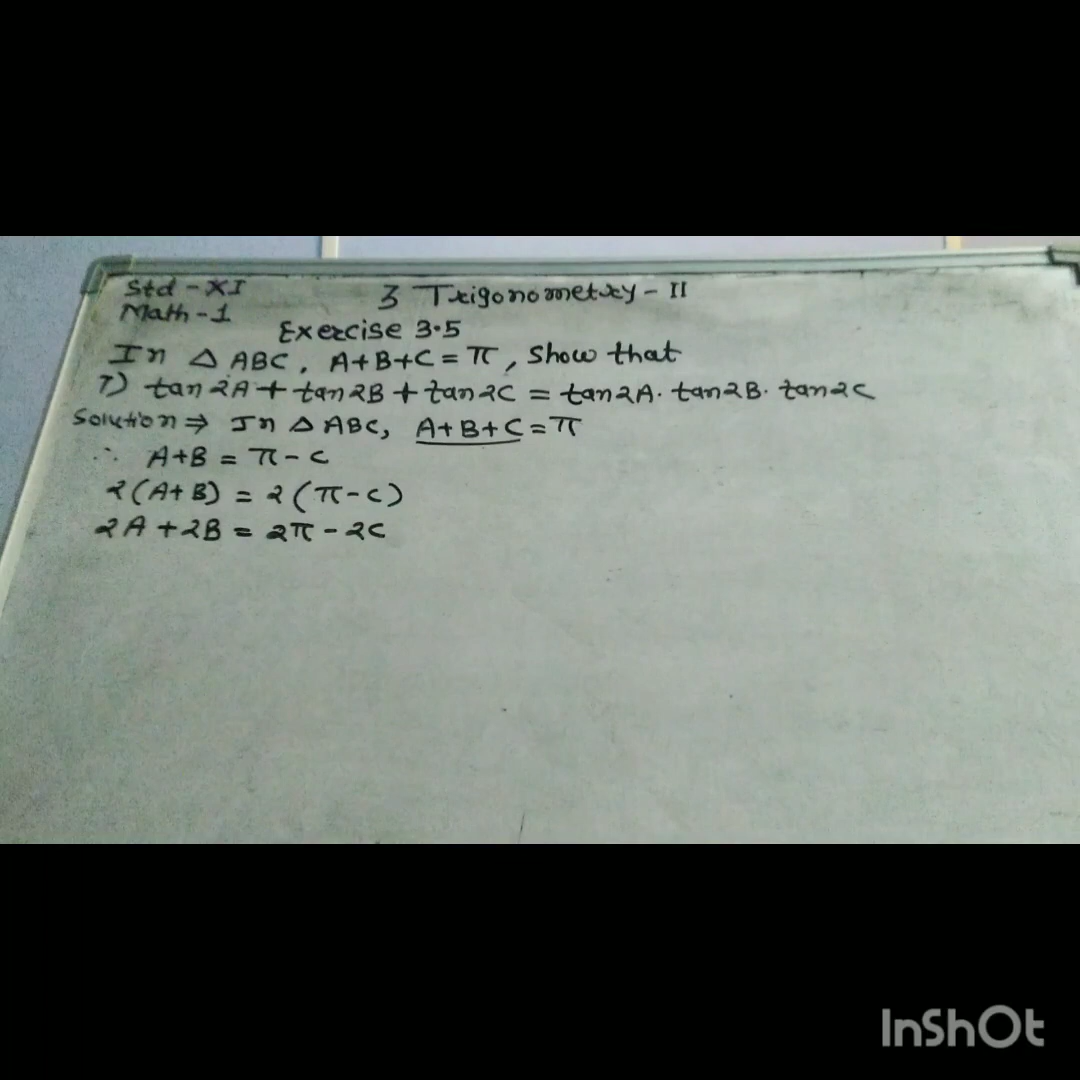 Std - XI
3 Trigonometry - II
Math - 1
Exercise 3.5
In △ ABC, A+B+C = π, Show that
7) tan 2A + tan 2B + tan 2C = tan 2A. tan 2B. tan 2C
Solution ⇒ In △ ABC, A+B+C = π
∴ A+B = π - C
2(A+B) = 2(π-C)
2A + 2B = 2π - 2C
InShOt